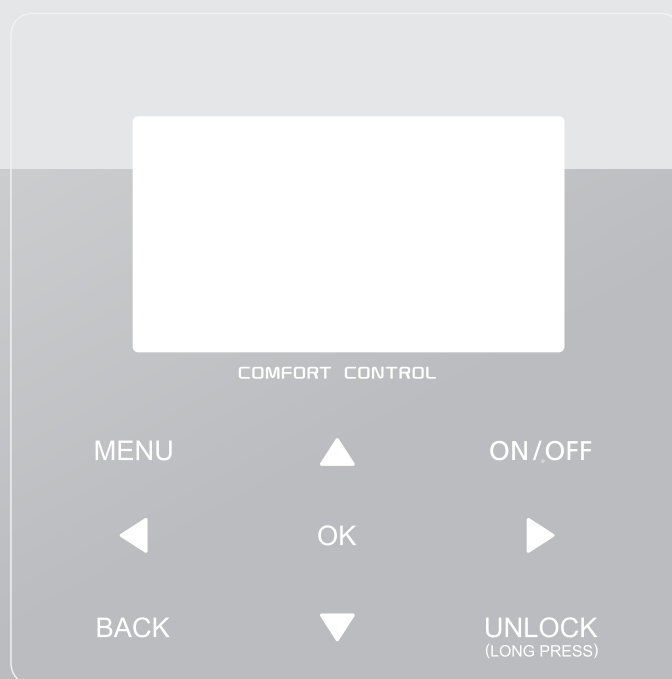 COMFORT CONTROL
MENU
ON/OFF
OK
BACK
UNLOCK
(LONG PRESS)